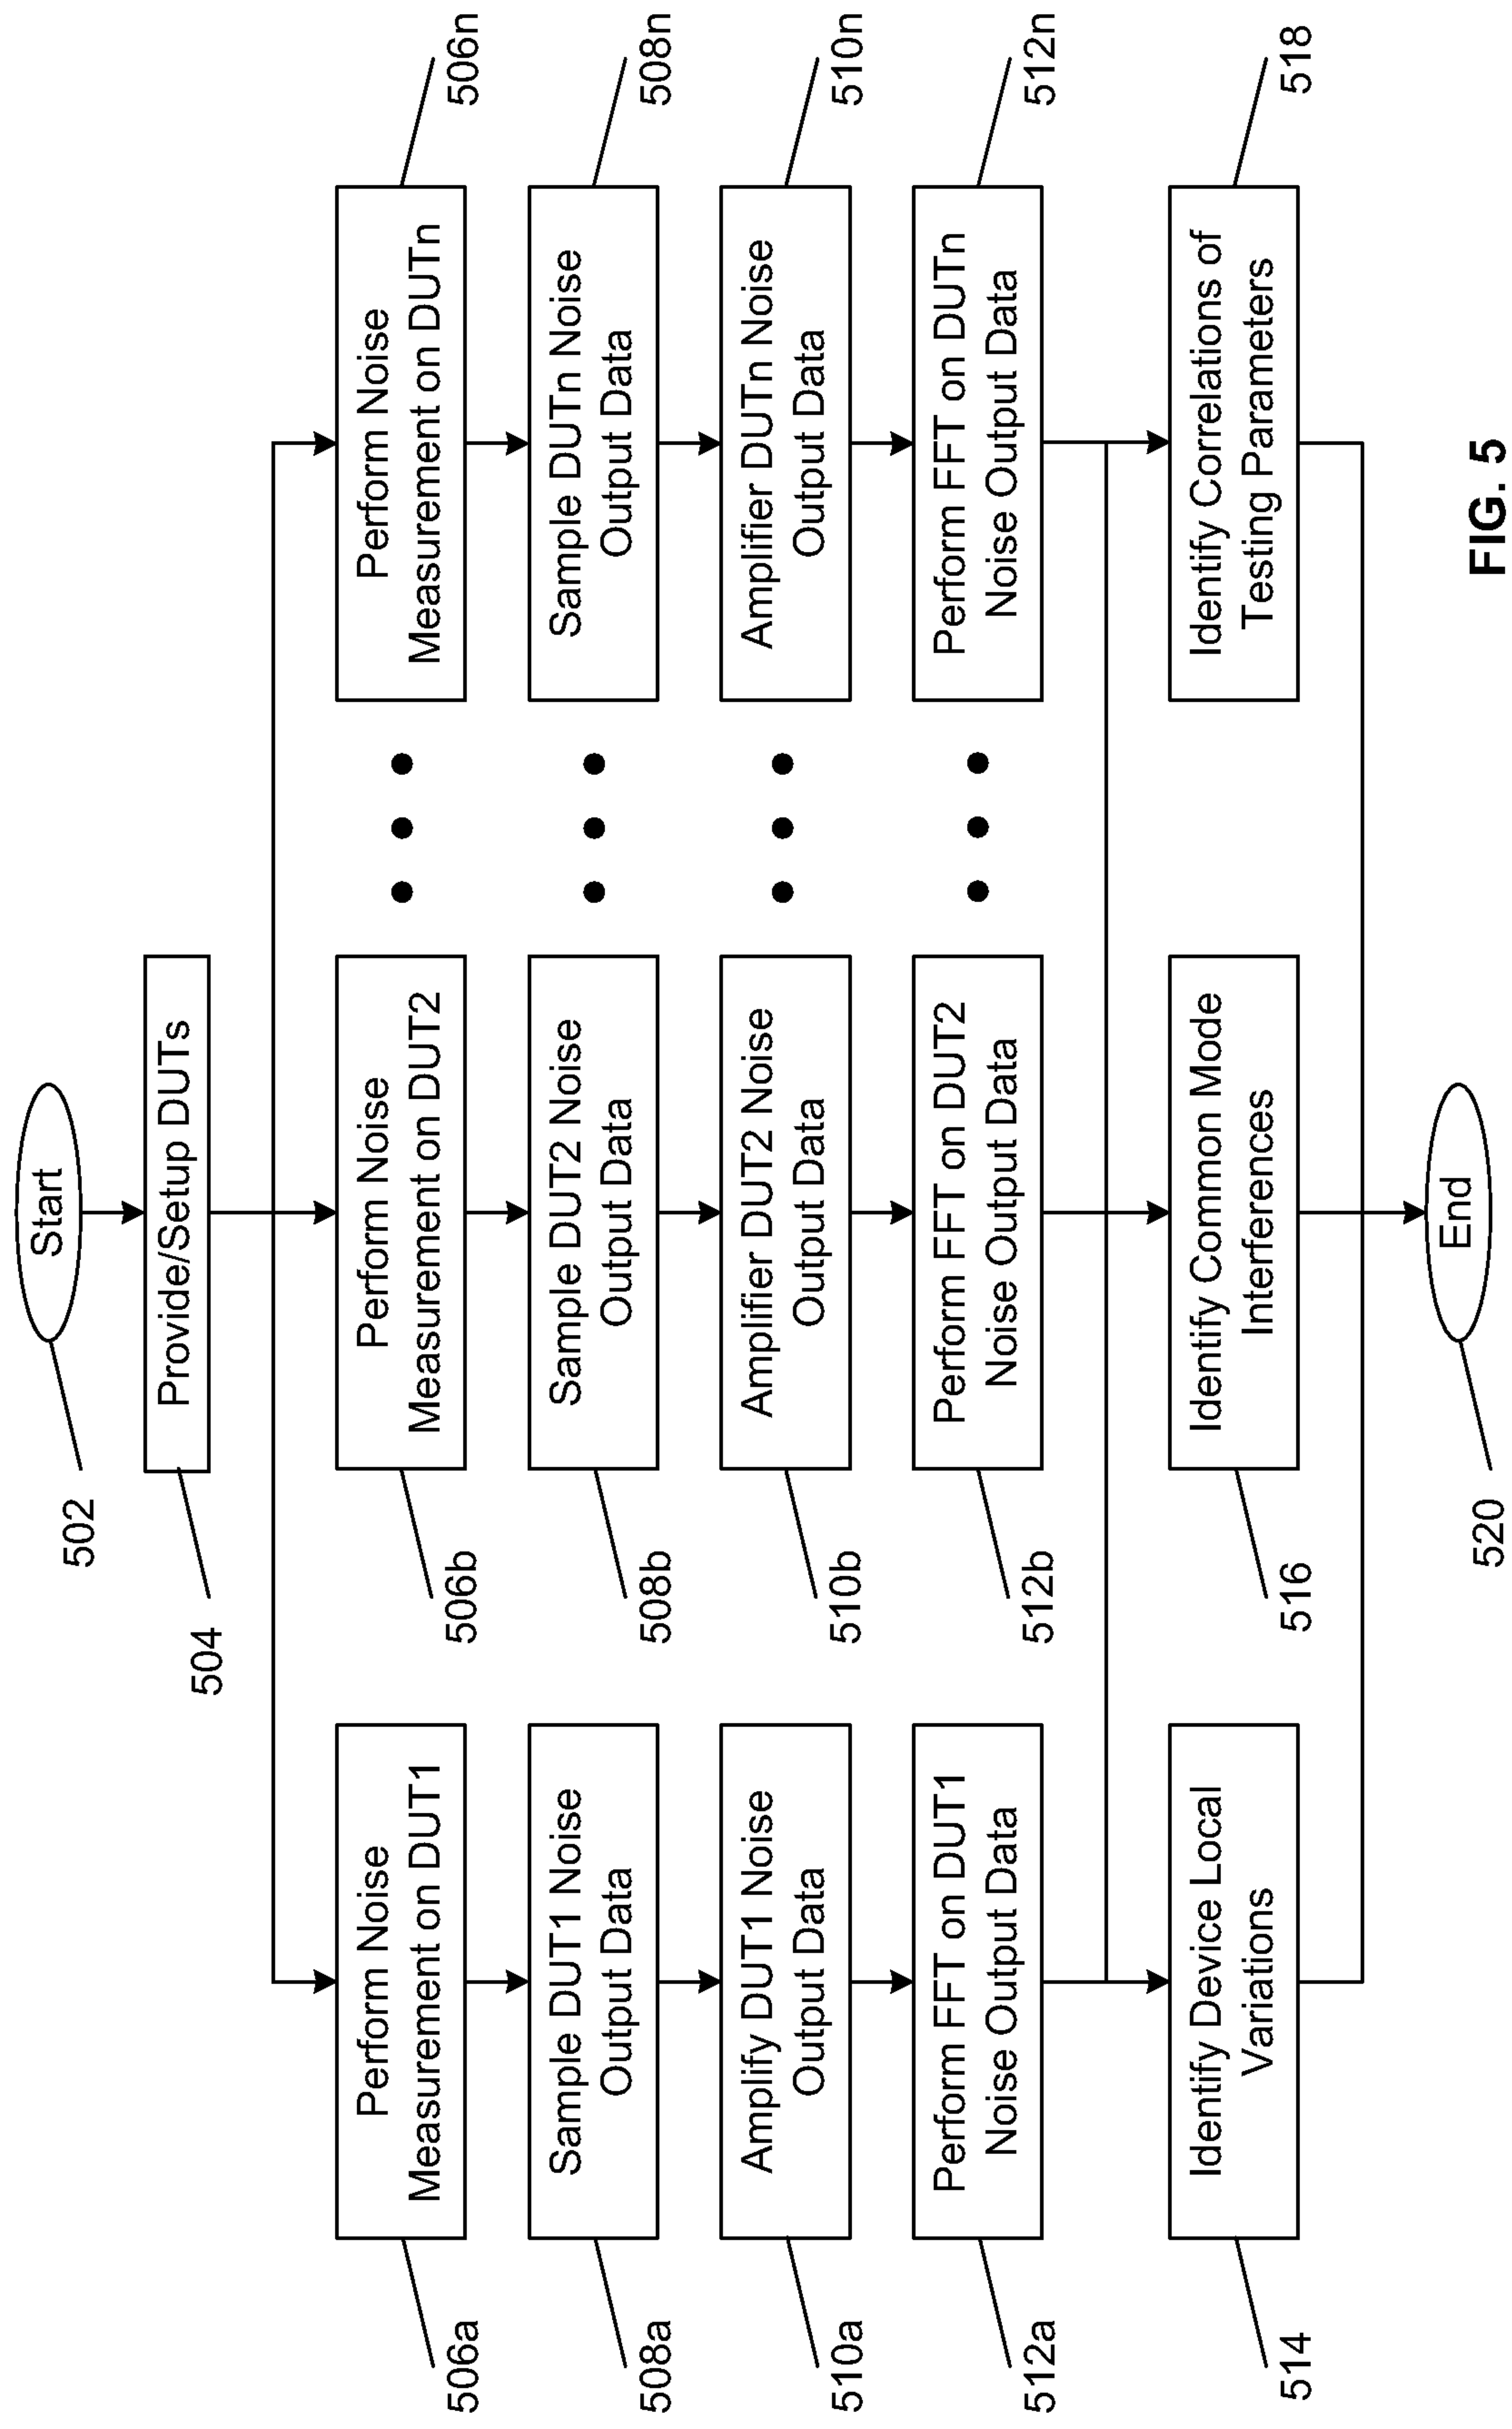 Start
502
Provide/Setup DUTs
504
Perform Noise
Measurement on DUT1
506a
Perform Noise
Measurement on DUT2
506b
Perform Noise
Measurement on DUTn
506n
Sample DUT1 Noise
Output Data
508a
Sample DUT2 Noise
Output Data
508b
Sample DUTn Noise
Output Data
508n
Amplify DUT1 Noise
Output Data
510a
Amplifier DUT2 Noise
Output Data
510b
Amplifier DUTn Noise
Output Data
510n
Perform FFT on DUT1
Noise Output Data
512a
Perform FFT on DUT2
Noise Output Data
512b
Perform FFT on DUTn
Noise Output Data
512n
Identify Device Local
Variations
514
Identify Common Mode
Interferences
516
Identify Correlations of
Testing Parameters
518
End
520
FIG. 5